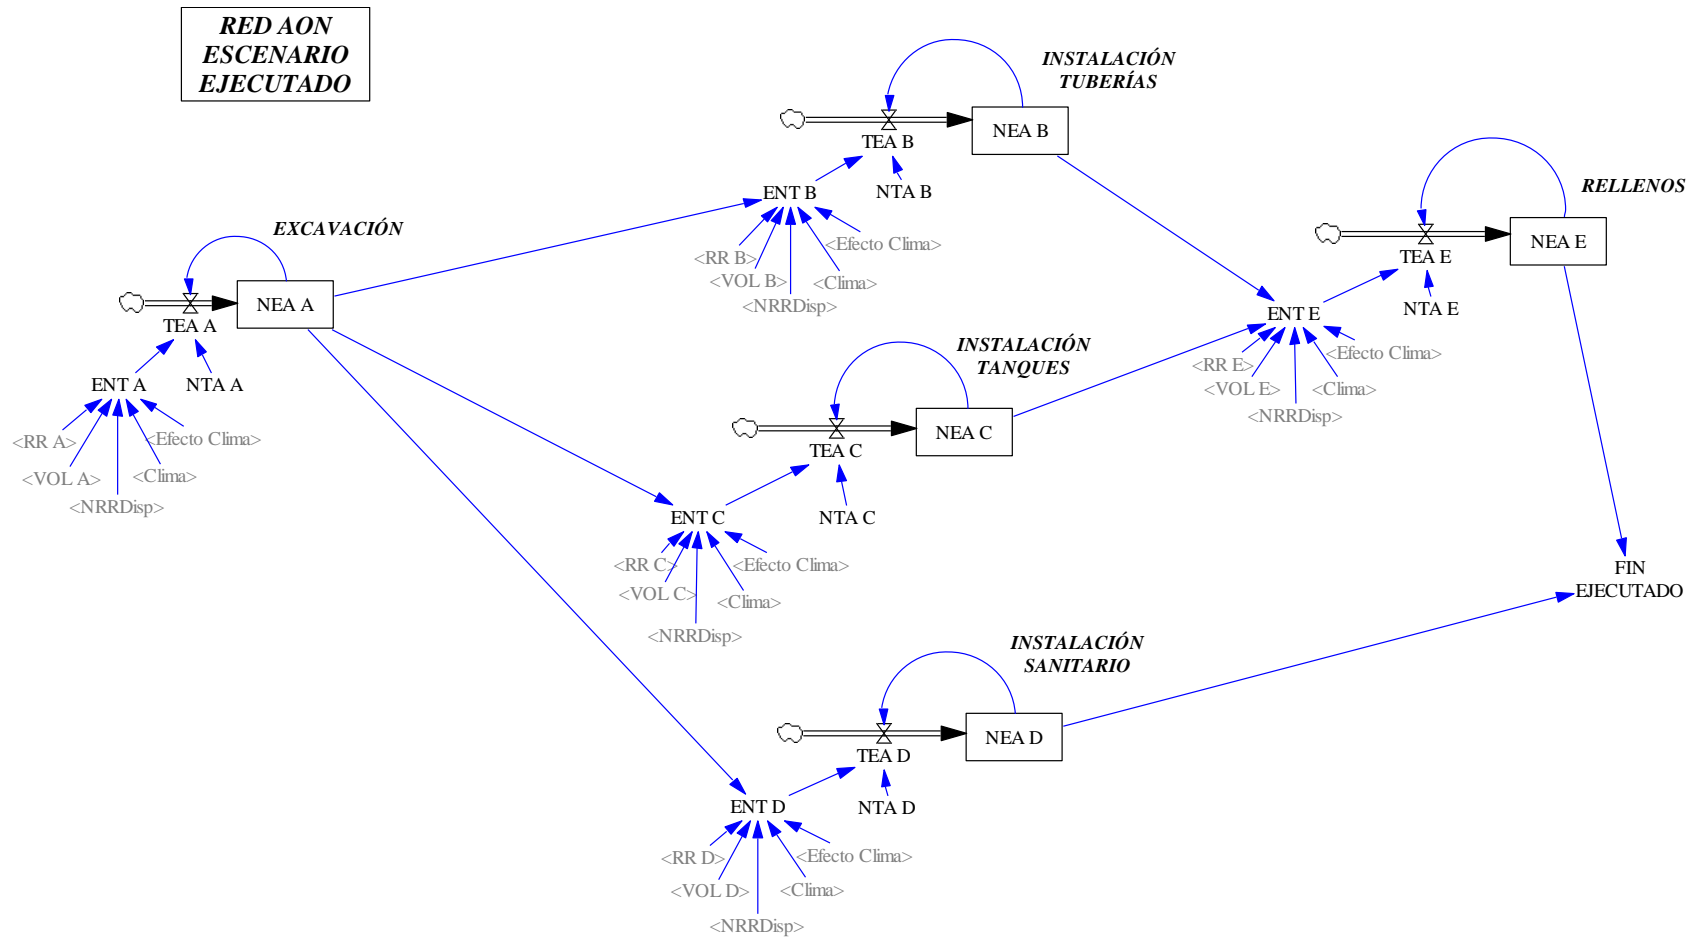 RED AON
ESCENARIO
EJECUTADO
INSTALACIÓN
TUBERÍAS
NEA B
TEA B
ENT B
NTA B
<RR B>
<VOL B>
<NRRDisp>
<Clima>
<Efecto Clima>
RELLENOS
NEA E
TEA E
ENT E
NTA E
<RR E>
<VOL E>
<NRRDisp>
<Clima>
<Efecto Clima>
EXCAVACIÓN
NEA A
TEA A
ENT A
NTA A
<RR A>
<VOL A>
<NRRDisp>
<Clima>
<Efecto Clima>
INSTALACIÓN
TANQUES
NEA C
TEA C
ENT C
NTA C
<RR C>
<VOL C>
<NRRDisp>
<Clima>
<Efecto Clima>
FIN
EJECUTADO
INSTALACIÓN
SANITARIO
NEA D
TEA D
ENT D
NTA D
<RR D>
<VOL D>
<NRRDisp>
<Clima>
<Efecto Clima>